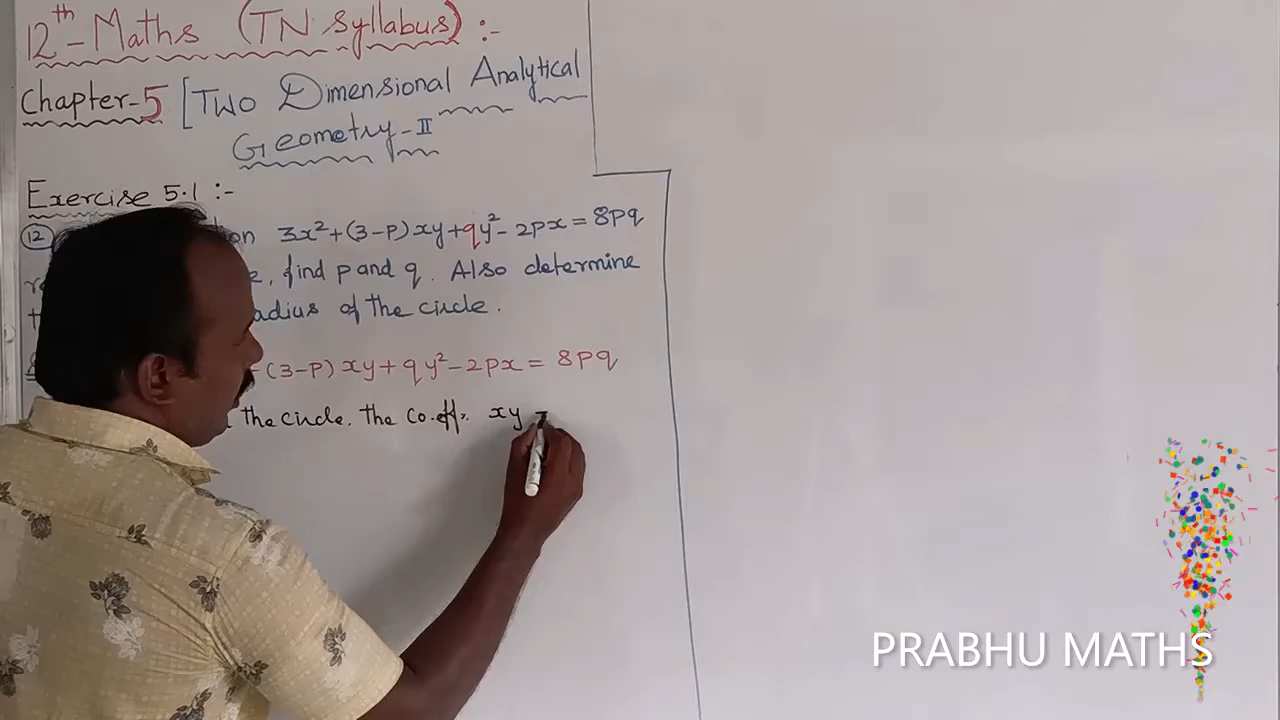 12th - Maths (TN Syllabus) :-
Chapter-5 [Two Dimensional Analytical
Geometry-II
Exercise 5.1 :-
12 on 3x²+(3-P)xy+qy²-2px=8pq
, find p and q. Also determine
radius of the circle.
(3-P)xy+qy²-2px=8pq
the circle. The co.eff. xy
PRABHU MATHS